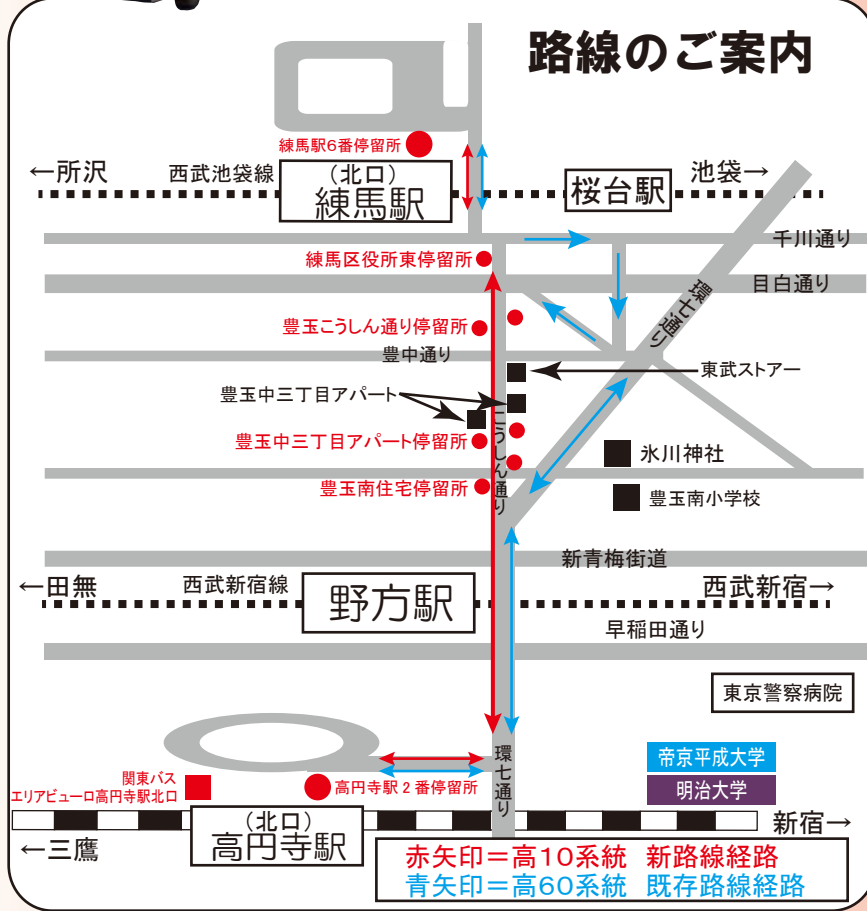 路線のご案内
練馬駅6番停留所
←所沢
西武池袋線
(北口)
練馬駅
桜台駅
池袋→
千川通り
練馬区役所東停留所
目白通り
環七通り
豊玉こうしん通り停留所
豊中通り
東武ストアー
豊玉中三丁目アパート
こうしん通り
豊玉中三丁目アパート停留所
氷川神社
豊玉南住宅停留所
豊玉南小学校
新青梅街道
←田無
西武新宿線
野方駅
西武新宿→
早稲田通り
東京警察病院
環七通り
帝京平成大学
関東バス
エリアビューロ高円寺駅北口
高円寺駅2番停留所
明治大学
(北口)
高円寺駅
新宿→
←三鷹
赤矢印=高10系統 新路線経路
青矢印=高60系統 既存路線経路